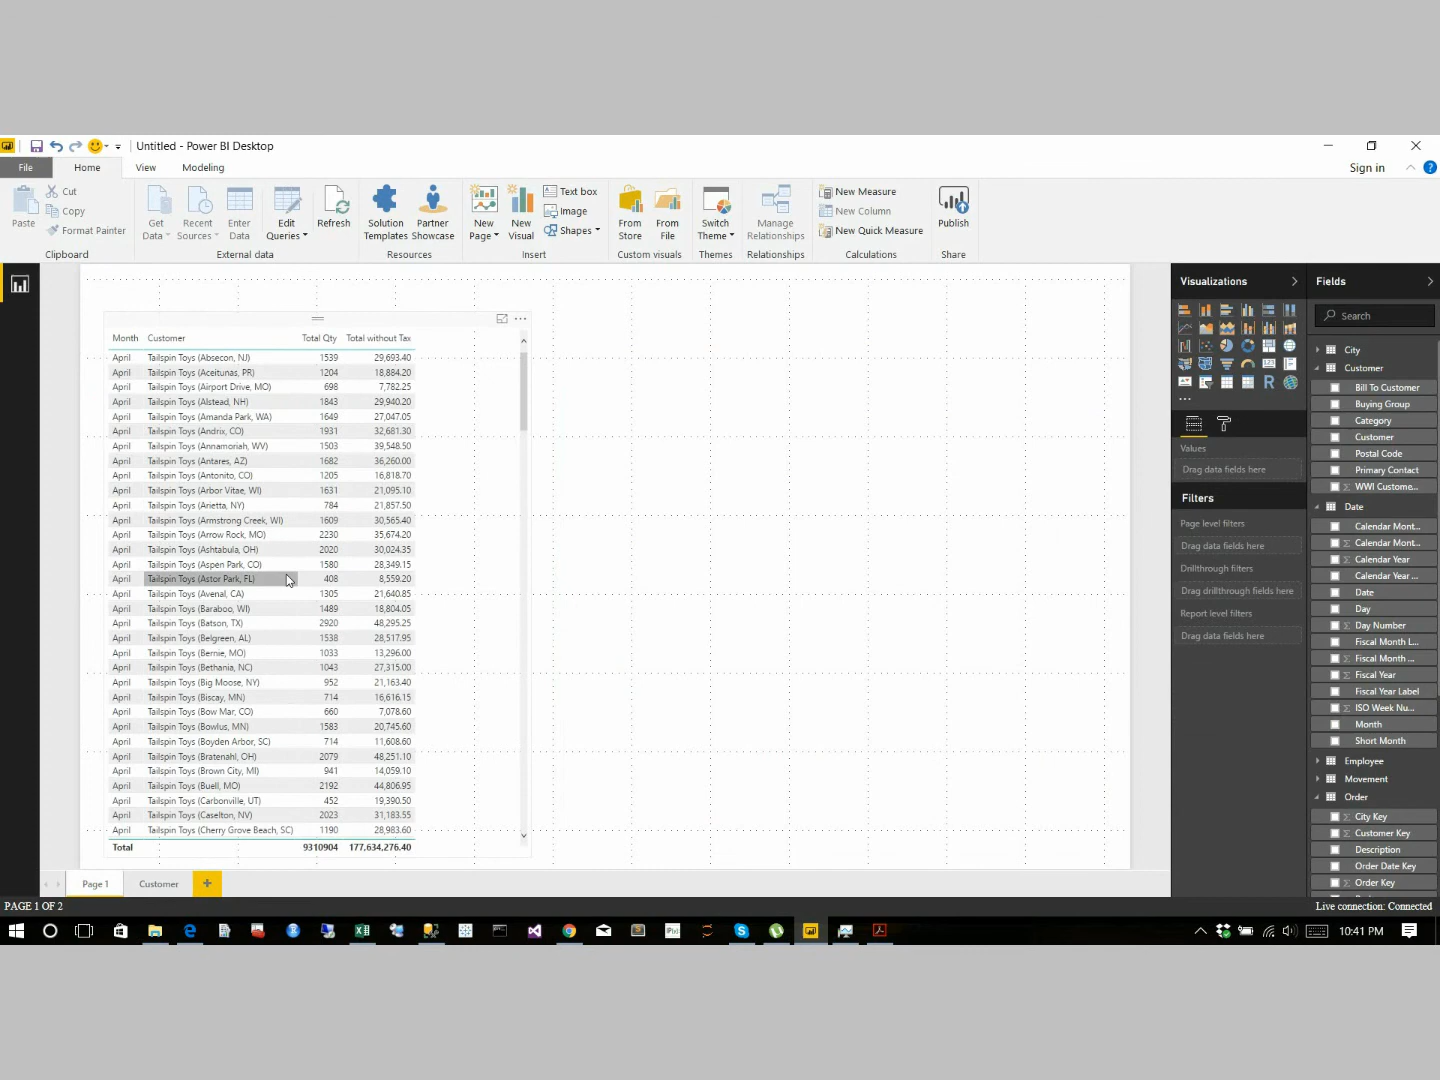 Untitled - Power BI Desktop
File Home View Modeling Sign in
Paste
Cut
Copy
Format Painter
Clipboard
Get Data
Recent Sources
Enter Data
Edit Queries
Refresh
External data
Solution Templates
Partner Showcase
Resources
New Page
New Visual
Text box
Image
Shapes
Insert
From Store
From File
Custom visuals
Switch Theme
Themes
Manage Relationships
Relationships
New Measure
New Column
New Quick Measure
Calculations
Publish
Share
Month Customer Total Qty Total without Tax
April Tailspin Toys (Absecon, NJ) 1539 29,693.40
April Tailspin Toys (Aceitunas, PR) 1204 18,884.20
April Tailspin Toys (Airport Drive, MO) 698 7,782.25
April Tailspin Toys (Alstead, NH) 1843 29,940.20
April Tailspin Toys (Amanda Park, WA) 1649 27,047.05
April Tailspin Toys (Andrix, CO) 1931 32,681.30
April Tailspin Toys (Annamoriah, WV) 1503 39,548.50
April Tailspin Toys (Antares, AZ) 1682 36,260.00
April Tailspin Toys (Antonito, CO) 1205 16,818.70
April Tailspin Toys (Arbor Vitae, WI) 1631 21,095.10
April Tailspin Toys (Arietta, NY) 784 21,857.50
April Tailspin Toys (Armstrong Creek, WI) 1609 30,565.40
April Tailspin Toys (Arrow Rock, MO) 2230 35,674.20
April Tailspin Toys (Ashtabula, OH) 2020 30,024.35
April Tailspin Toys (Aspen Park, CO) 1580 28,349.15
April Tailspin Toys (Astor Park, FL) 408 8,559.20
April Tailspin Toys (Avenal, CA) 1305 21,640.85
April Tailspin Toys (Baraboo, WI) 1489 18,804.05
April Tailspin Toys (Batson, TX) 2920 48,295.25
April Tailspin Toys (Belgreen, AL) 1538 28,517.95
April Tailspin Toys (Bernie, MO) 1033 13,296.00
April Tailspin Toys (Bethania, NC) 1043 27,315.00
April Tailspin Toys (Big Moose, NY) 952 21,163.40
April Tailspin Toys (Biscay, MN) 714 16,616.15
April Tailspin Toys (Bow Mar, CO) 660 7,078.60
April Tailspin Toys (Bowlus, MN) 1583 20,745.60
April Tailspin Toys (Boyden Arbor, SC) 714 11,608.60
April Tailspin Toys (Bratenahl, OH) 2079 48,251.10
April Tailspin Toys (Brown City, MI) 941 14,059.10
April Tailspin Toys (Buell, MO) 2192 44,806.95
April Tailspin Toys (Carbonville, UT) 452 19,390.50
April Tailspin Toys (Caselton, NV) 2023 31,183.55
April Tailspin Toys (Cherry Grove Beach, SC) 1190 28,983.60
Total 9310904 177,634,276.40
Visualizations
R
Values
Drag data fields here
Filters
Page level filters
Drag data fields here
Drillthrough filters
Drag drillthrough fields here
Report level filters
Drag data fields here
Fields
Search
City
Customer
Bill To Customer
Buying Group
Category
Customer
Postal Code
Primary Contact
Σ WWI Custome...
Date
Calendar Mont...
Σ Calendar Mont...
Σ Calendar Year
Calendar Year ...
Date
Day
Σ Day Number
Fiscal Month L...
Σ Fiscal Month ...
Σ Fiscal Year
Fiscal Year Label
Σ ISO Week Nu...
Month
Short Month
Employee
Movement
Order
Σ City Key
Σ Customer Key
Description
Order Date Key
Σ Order Key
Page 1 Customer +
PAGE 1 OF 2 Live connection: Connected
10:41 PM